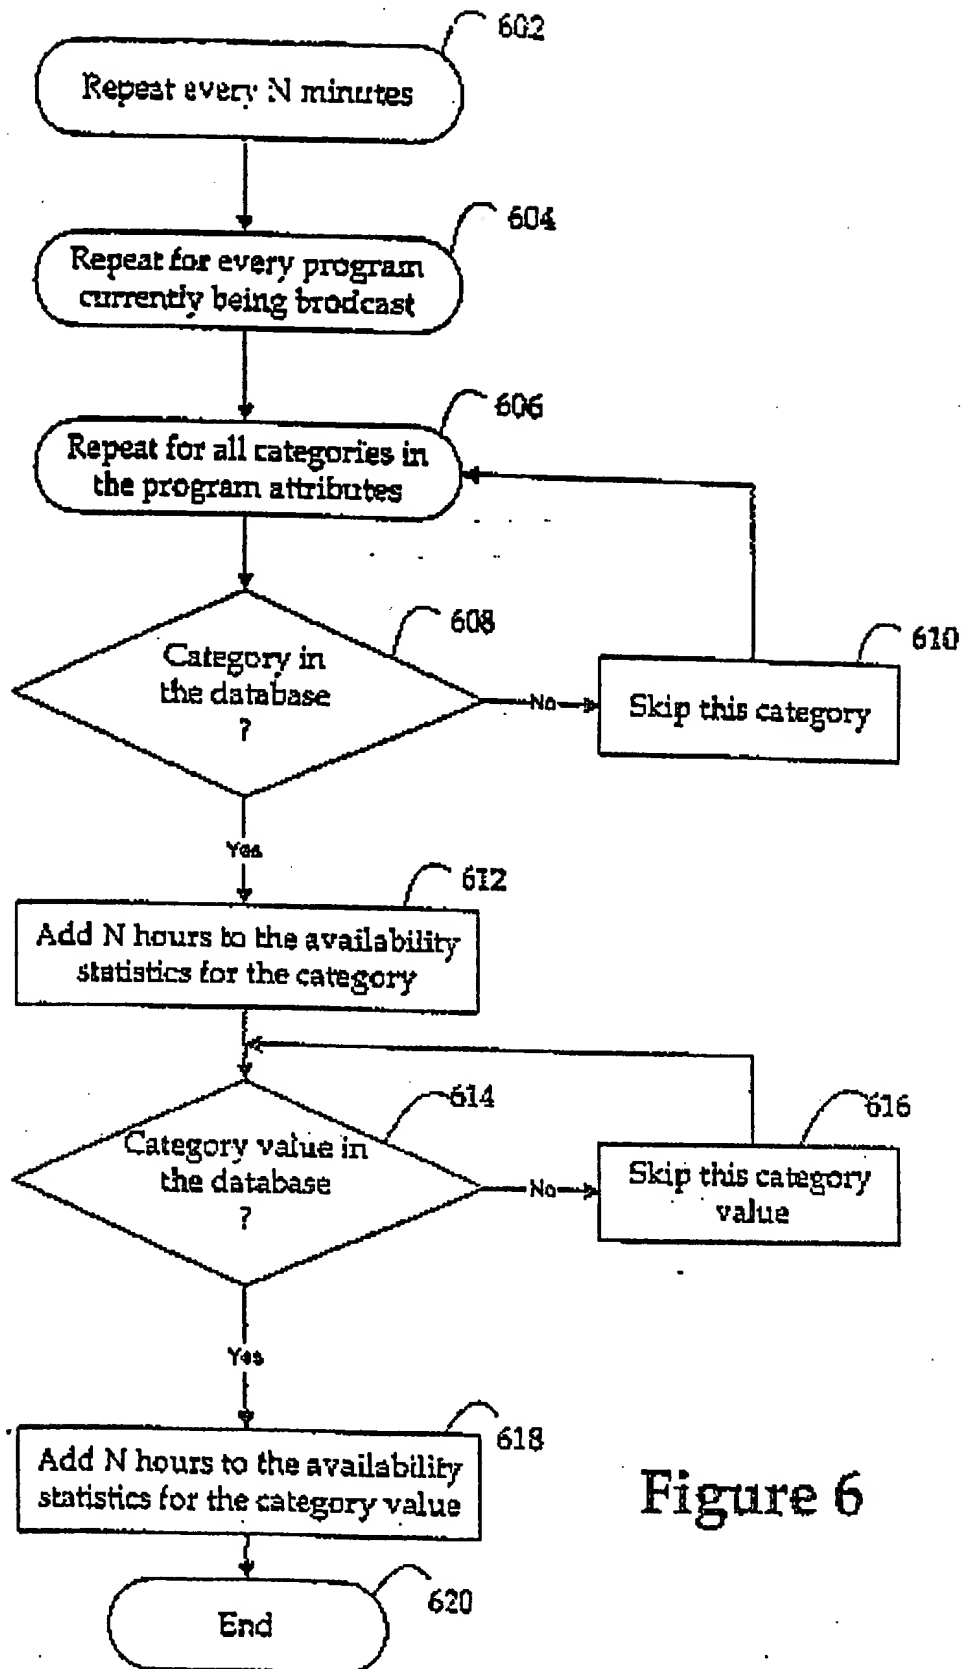 602
Repeat every N minutes
604
Repeat for every program
currently being brodcast
606
Repeat for all categories in
the program attributes
608
Category in
the database
?
No
610
Skip this category
Yes
612
Add N hours to the availability
statistics for the category
614
Category value in
the database
?
No
616
Skip this category
value
Yes
618
Add N hours to the availability
statistics for the category value
Figure 6
620
End